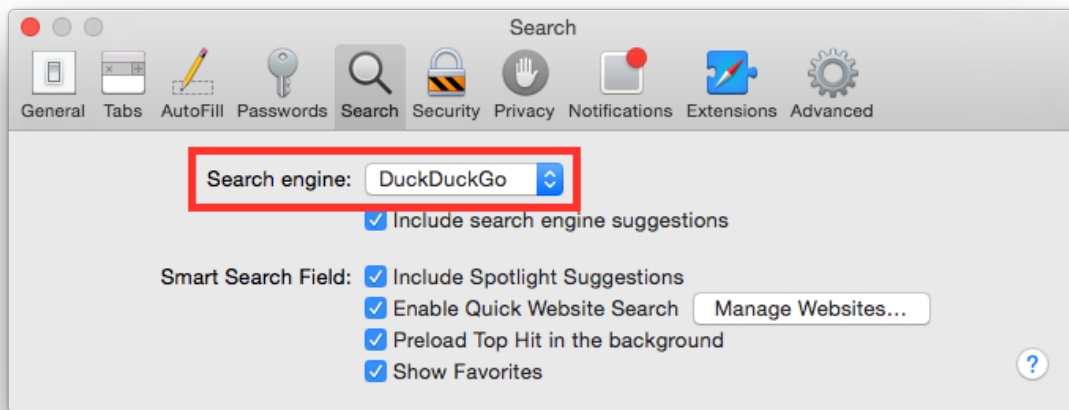 Search
General Tabs AutoFill Passwords Search Security Privacy Notifications Extensions Advanced
Search engine: DuckDuckGo
Include search engine suggestions
Smart Search Field: Include Spotlight Suggestions
Enable Quick Website Search Manage Websites...
Preload Top Hit in the background
Show Favorites
?